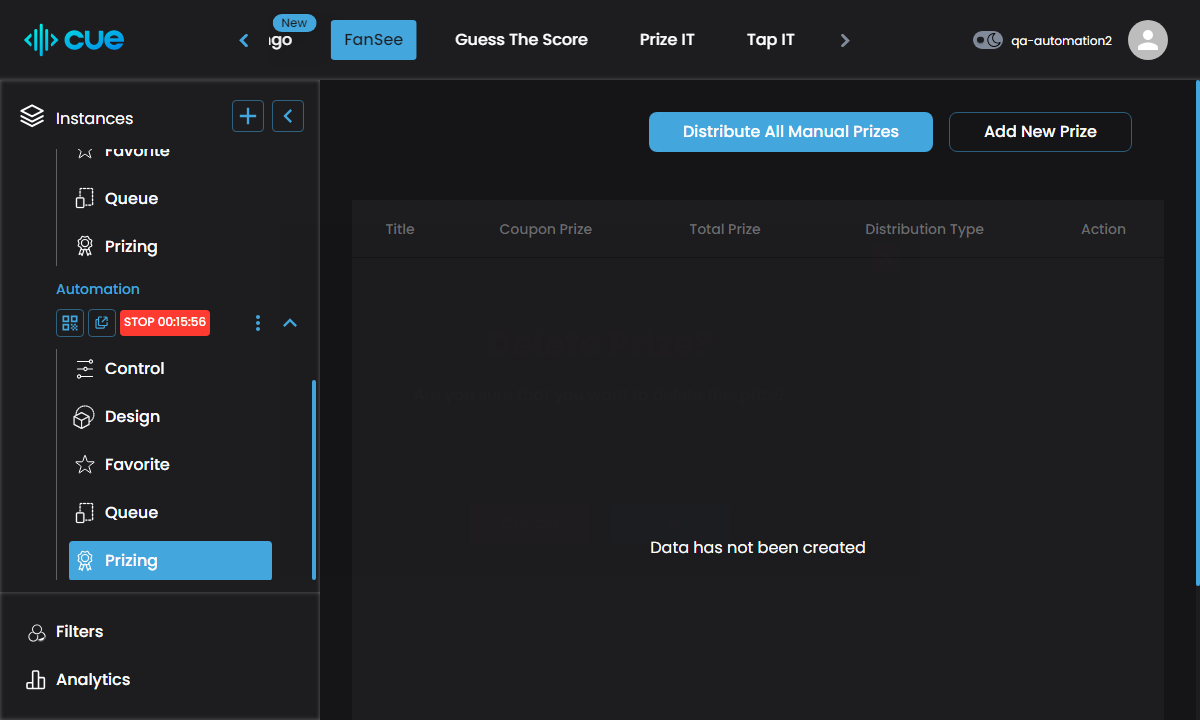 cue
New
ngo
FanSee
Guess The Score
Prize IT
Tap IT
qa-automation2
Instances
Favorite
Queue
Prizing
Automation
STOP 00:15:56
Control
Design
Favorite
Queue
Prizing
Filters
Analytics
Distribute All Manual Prizes
Add New Prize
Title Coupon Prize Total Prize Distribution Type Action
Data has not been created